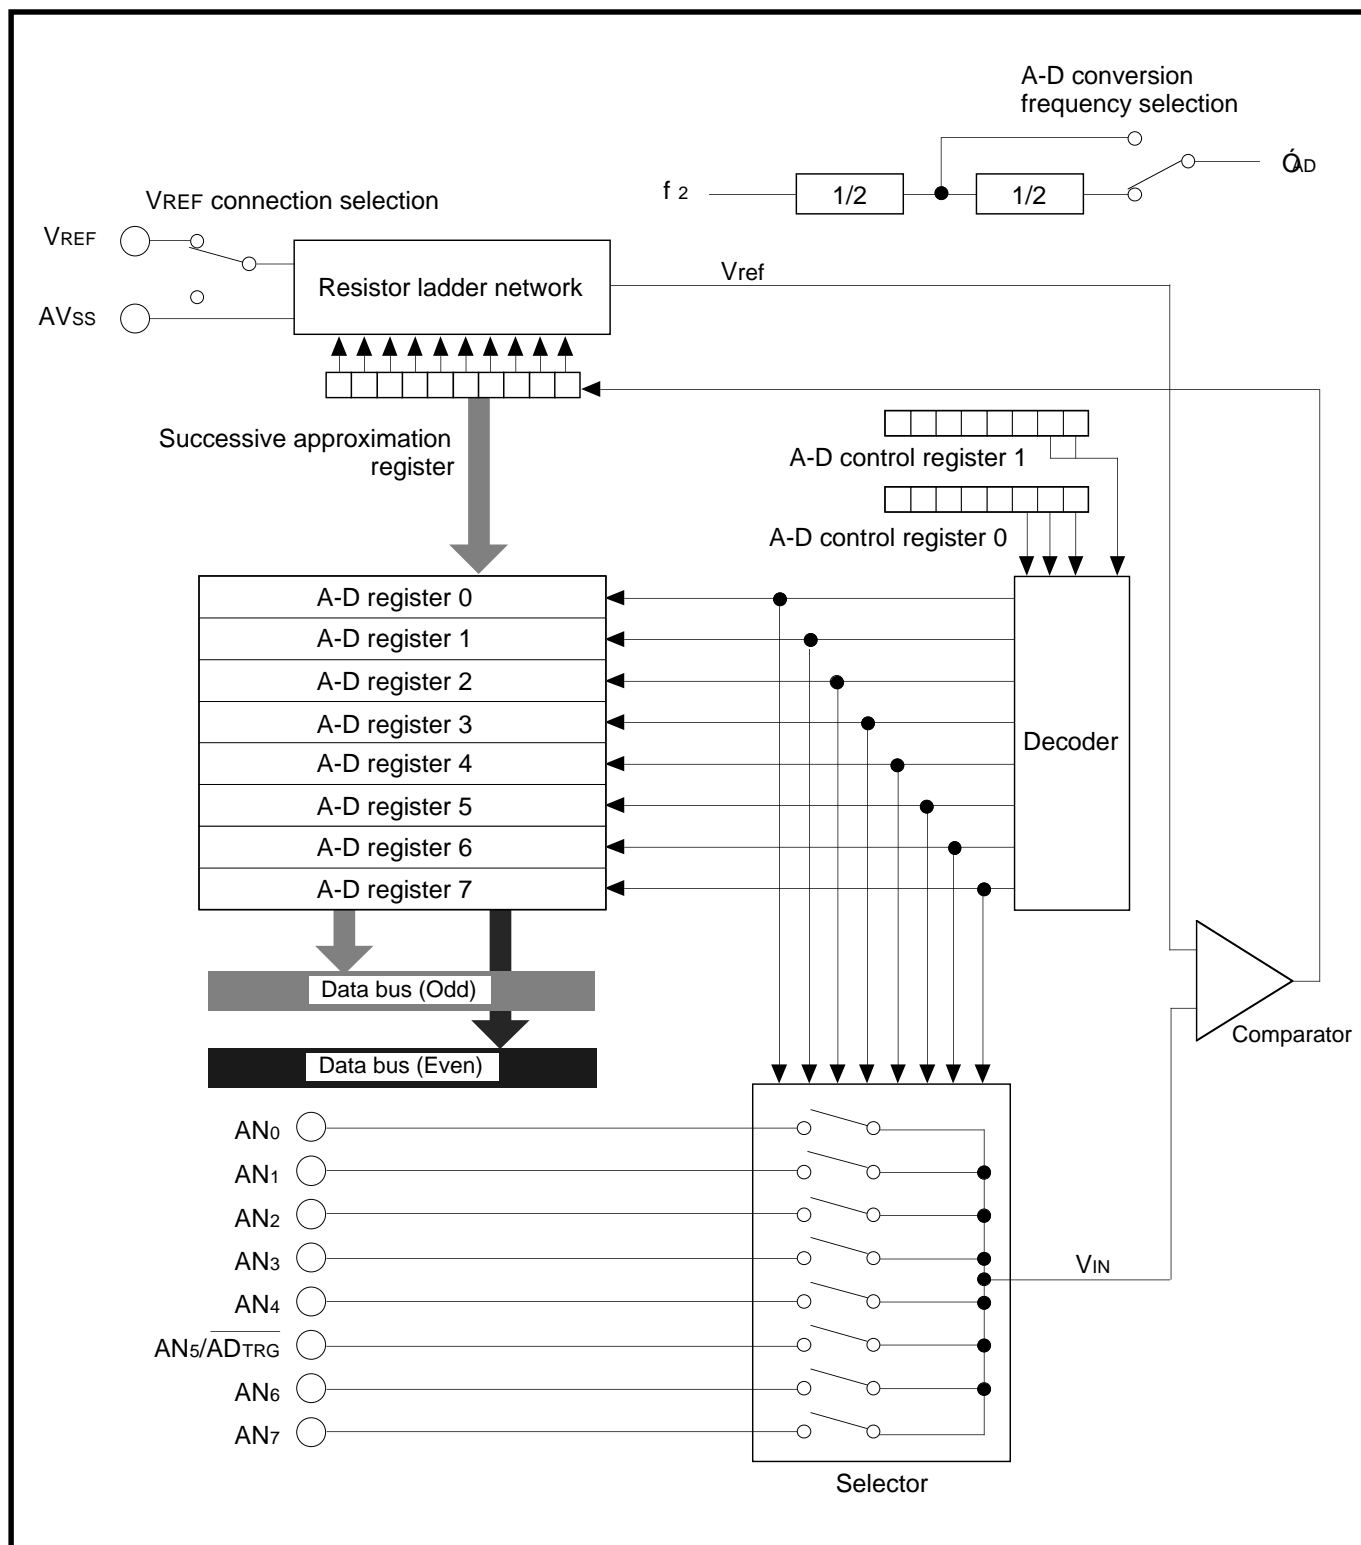 A-D conversion
frequency selection
f 2
1/2
1/2
ÓAD
VREF connection selection
VREF
AVSS
Resistor ladder network
Vref
Successive approximation
register
A-D control register 1
A-D control register 0
A-D register 0
A-D register 1
A-D register 2
A-D register 3
A-D register 4
A-D register 5
A-D register 6
A-D register 7
Decoder
Data bus (Odd)
Data bus (Even)
Comparator
AN0
AN1
AN2
AN3
AN4
AN5/ADTRG
AN6
AN7
VIN
Selector